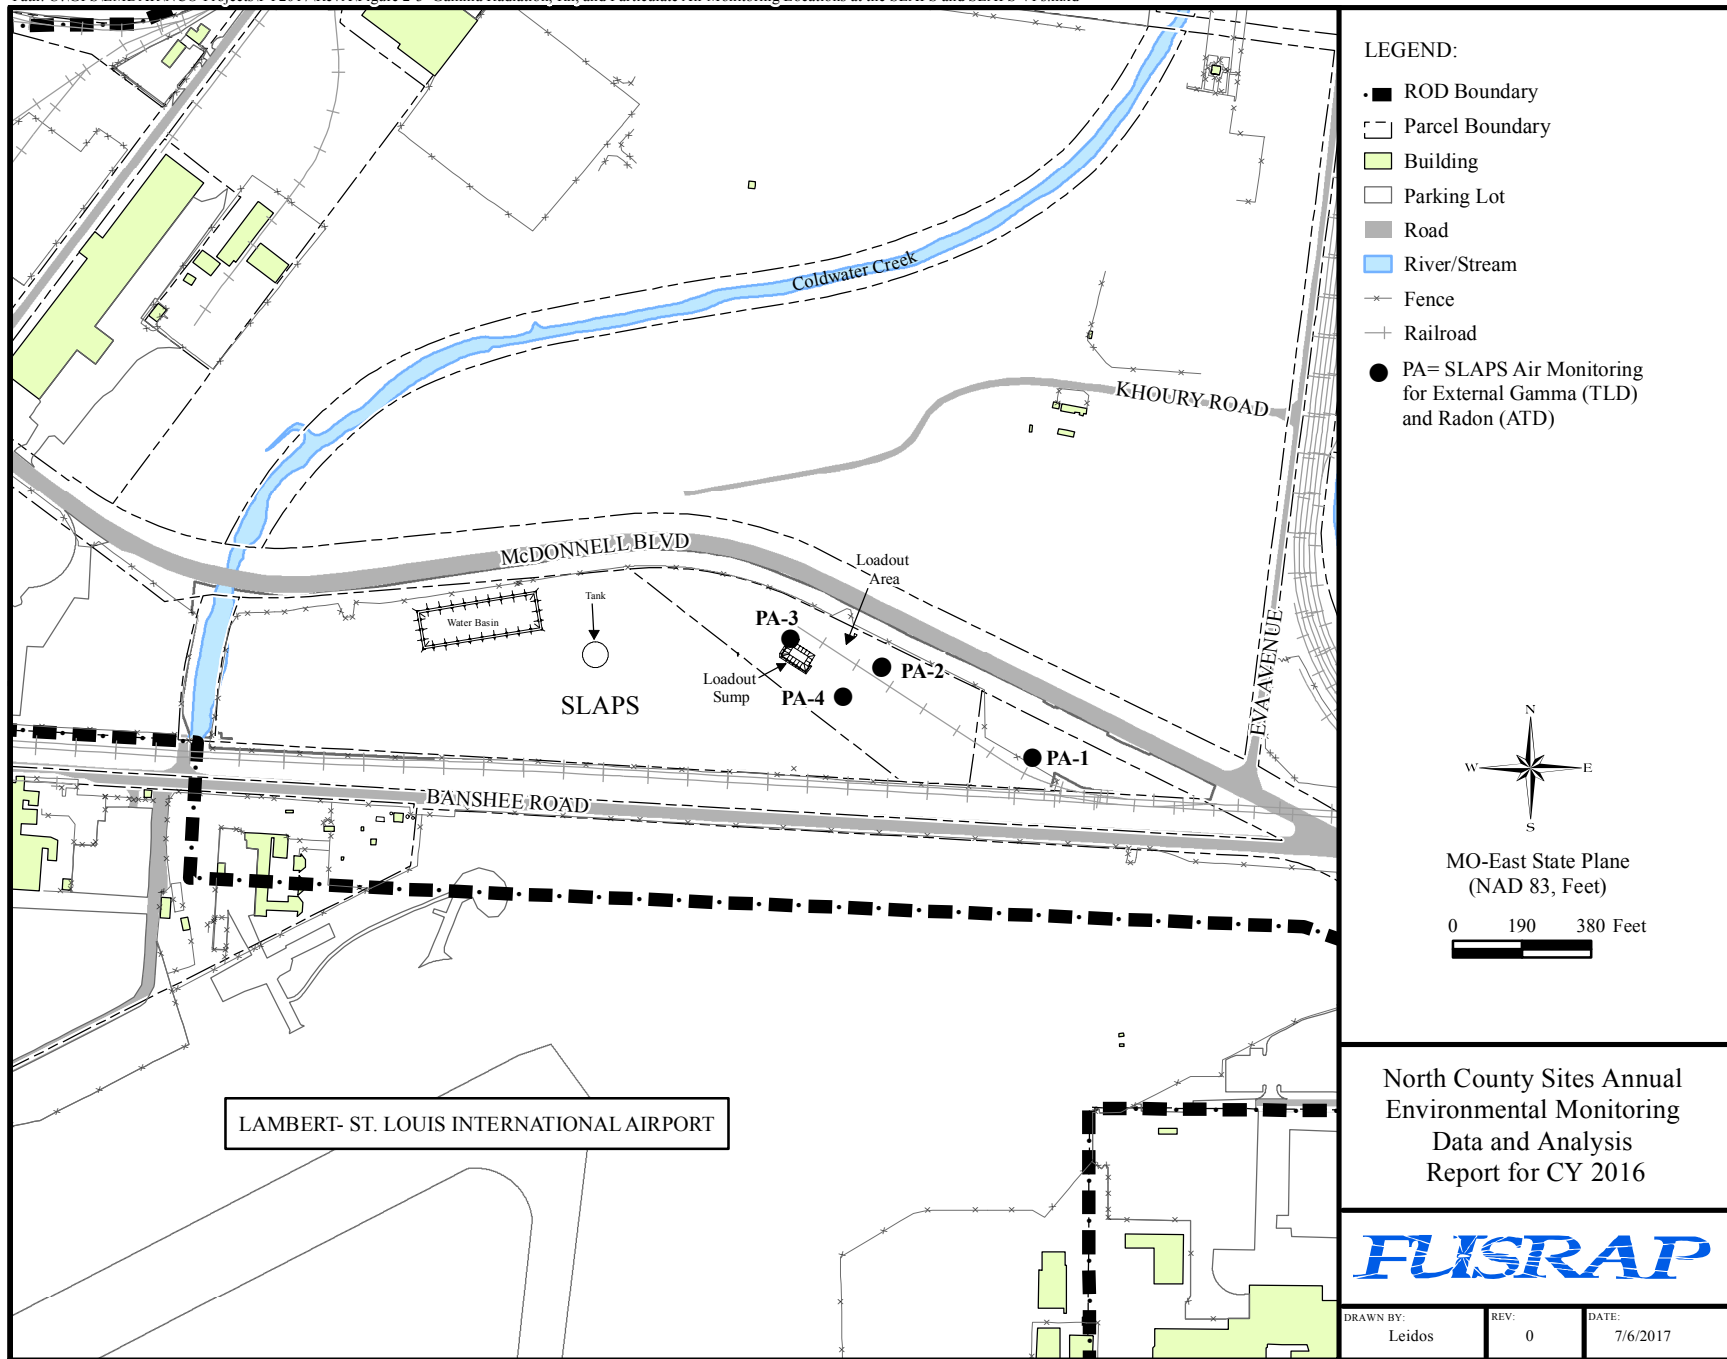 Coldwater Creek
KHOURY ROAD
McDONNELL BLVD
Loadout
Area
Tank
Water Basin
PA-3
PA-2
Loadout
Sump
PA-4
SLAPS
EVA AVENUE
PA-1
BANSHEE ROAD
LAMBERT- ST. LOUIS INTERNATIONAL AIRPORT
LEGEND:
ROD Boundary
Parcel Boundary
Building
Parking Lot
Road
River/Stream
Fence
Railroad
PA= SLAPS Air Monitoring
for External Gamma (TLD)
and Radon (ATD)
N
W E
S
MO-East State Plane
(NAD 83, Feet)
0 190 380 Feet
North County Sites Annual
Environmental Monitoring
Data and Analysis
Report for CY 2016
FUSRAP
DRAWN BY: REV: DATE:
Leidos 0 7/6/2017